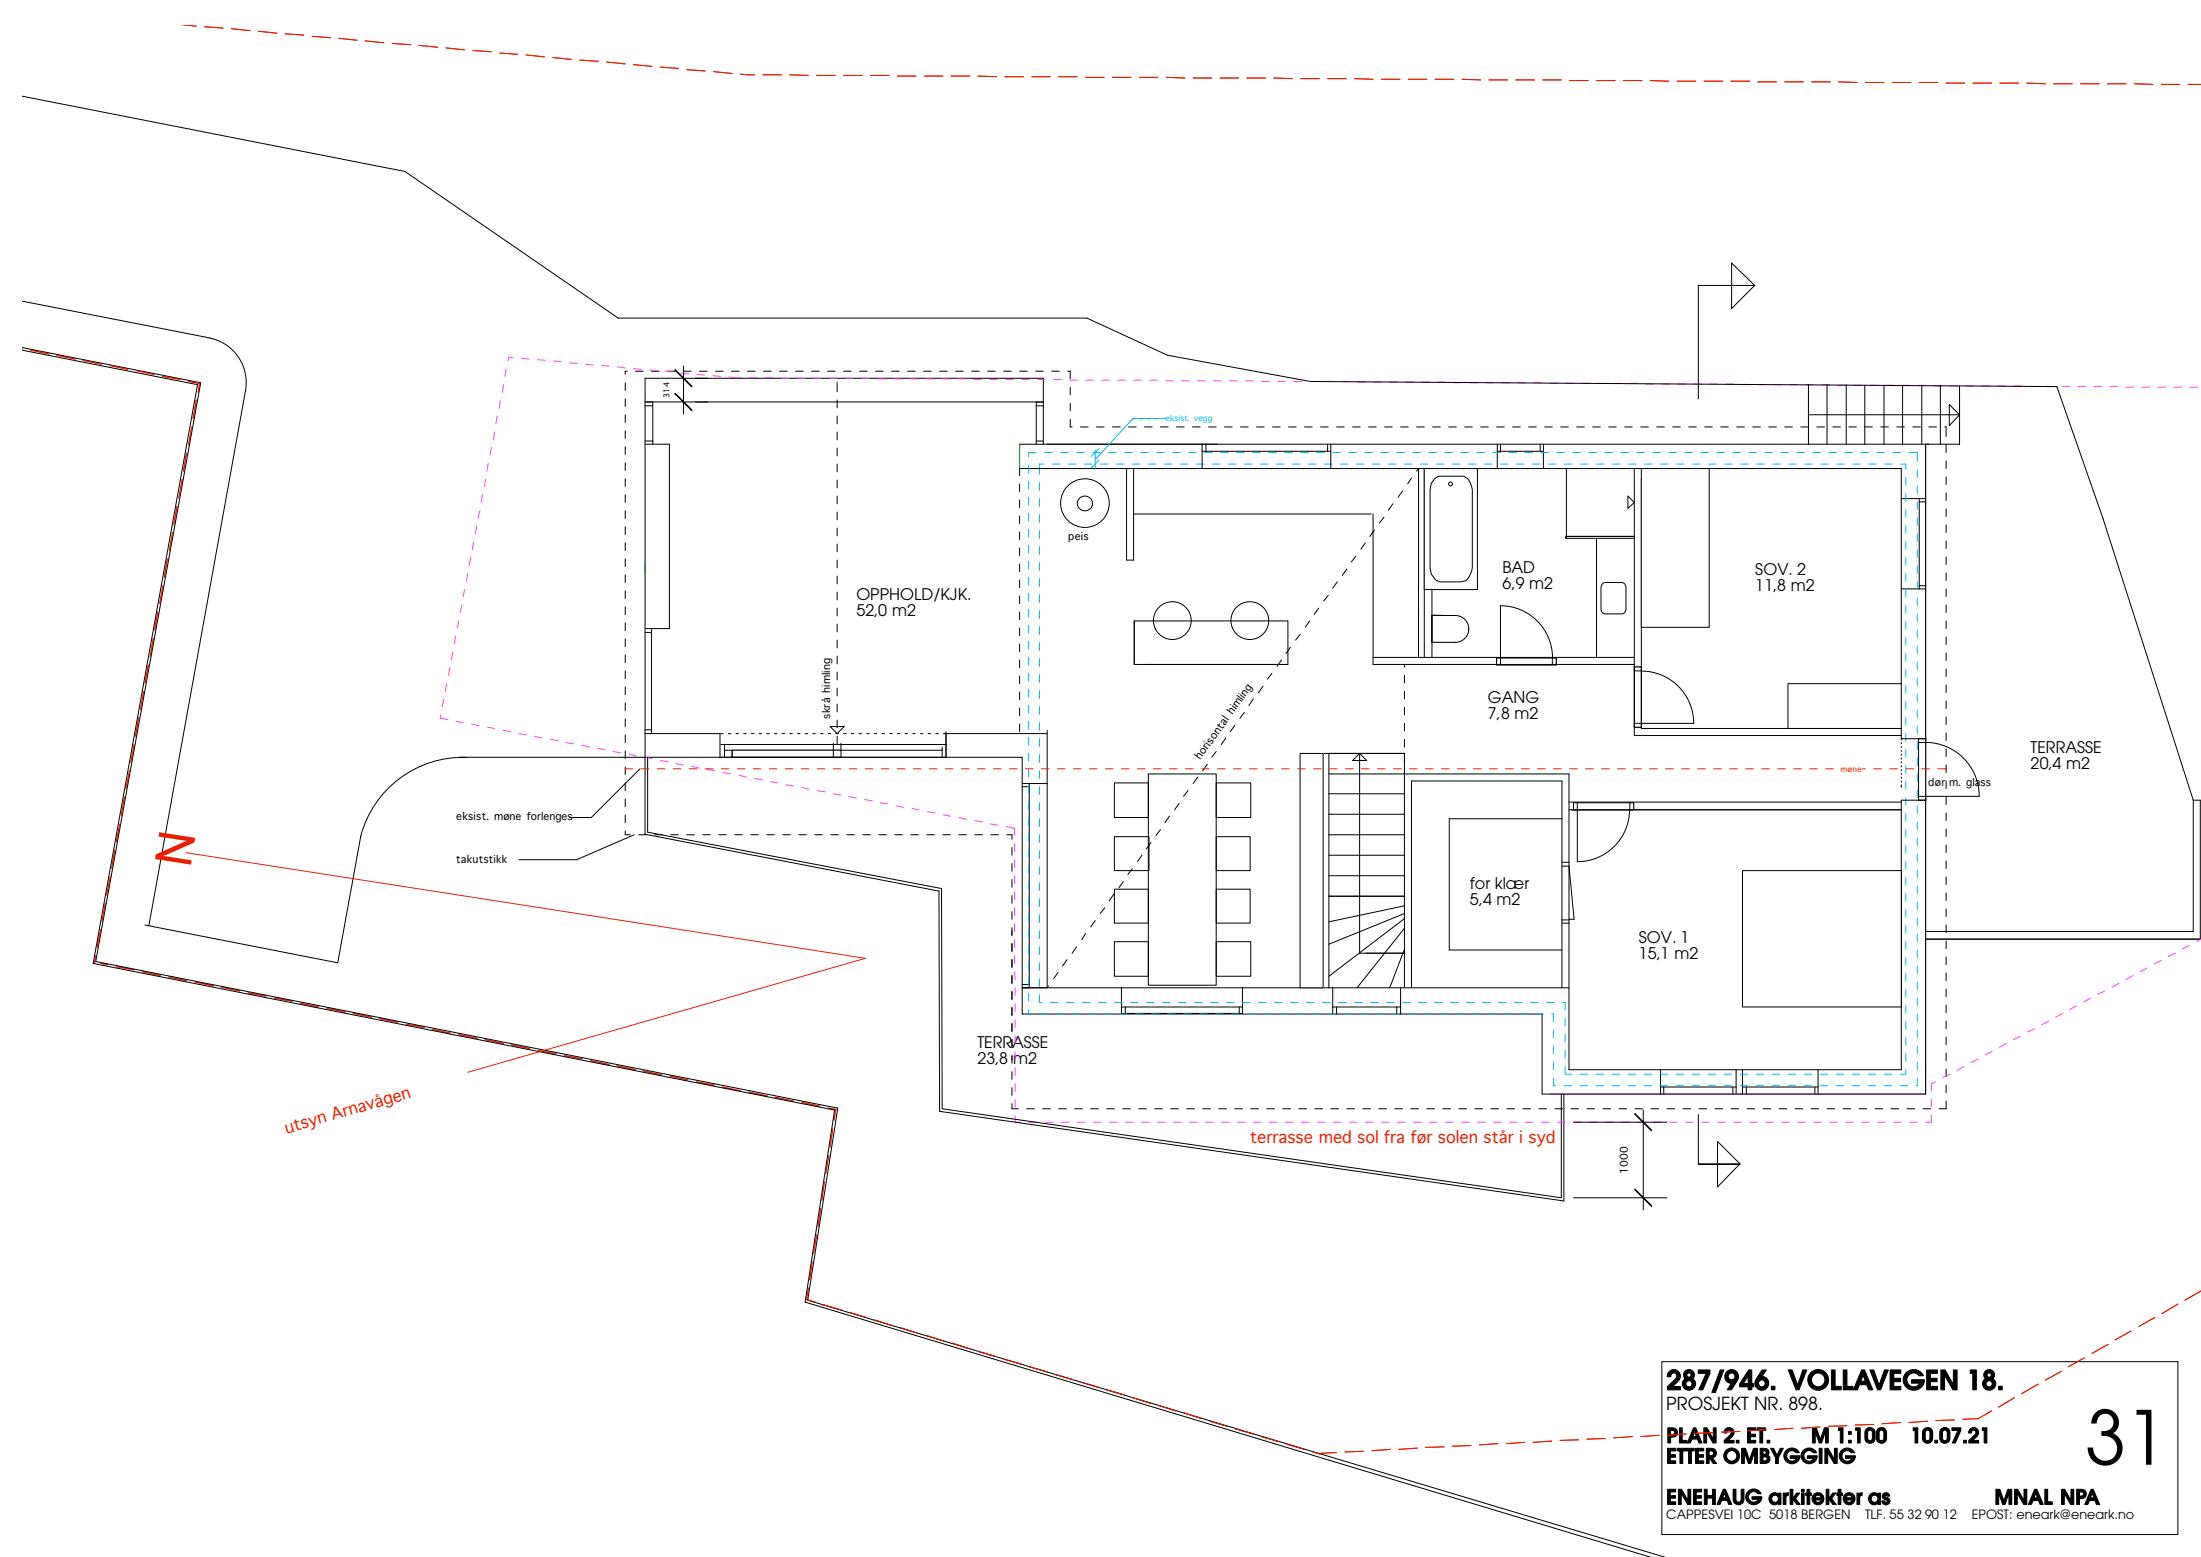 314
eksist. vegg
peis
OPPHOLD/KJK.
52,0 m2
BAD
6,9 m2
SOV. 2
11,8 m2
skrå himling
horisontal himling
GANG
7,8 m2
TERRASSE
20,4 m2
møne
dør m. glass
eksist. møne forlenges
takutstikk
N
for klær
5,4 m2
SOV. 1
15,1 m2
TERRASSE
23,8 m2
utsyn Arnavågen
terrasse med sol fra før solen står i syd
1000
287/946. VOLLAVEGEN 18.
PROSJEKT NR. 898.
PLAN 2. ET. M 1:100 10.07.21
ETTER OMBYGGING
31
ENEHAUG arkitekter as MNAL NPA
CAPPESVEI 10C 5018 BERGEN TLF. 55 32 90 12 EPOST: eneark@eneark.no